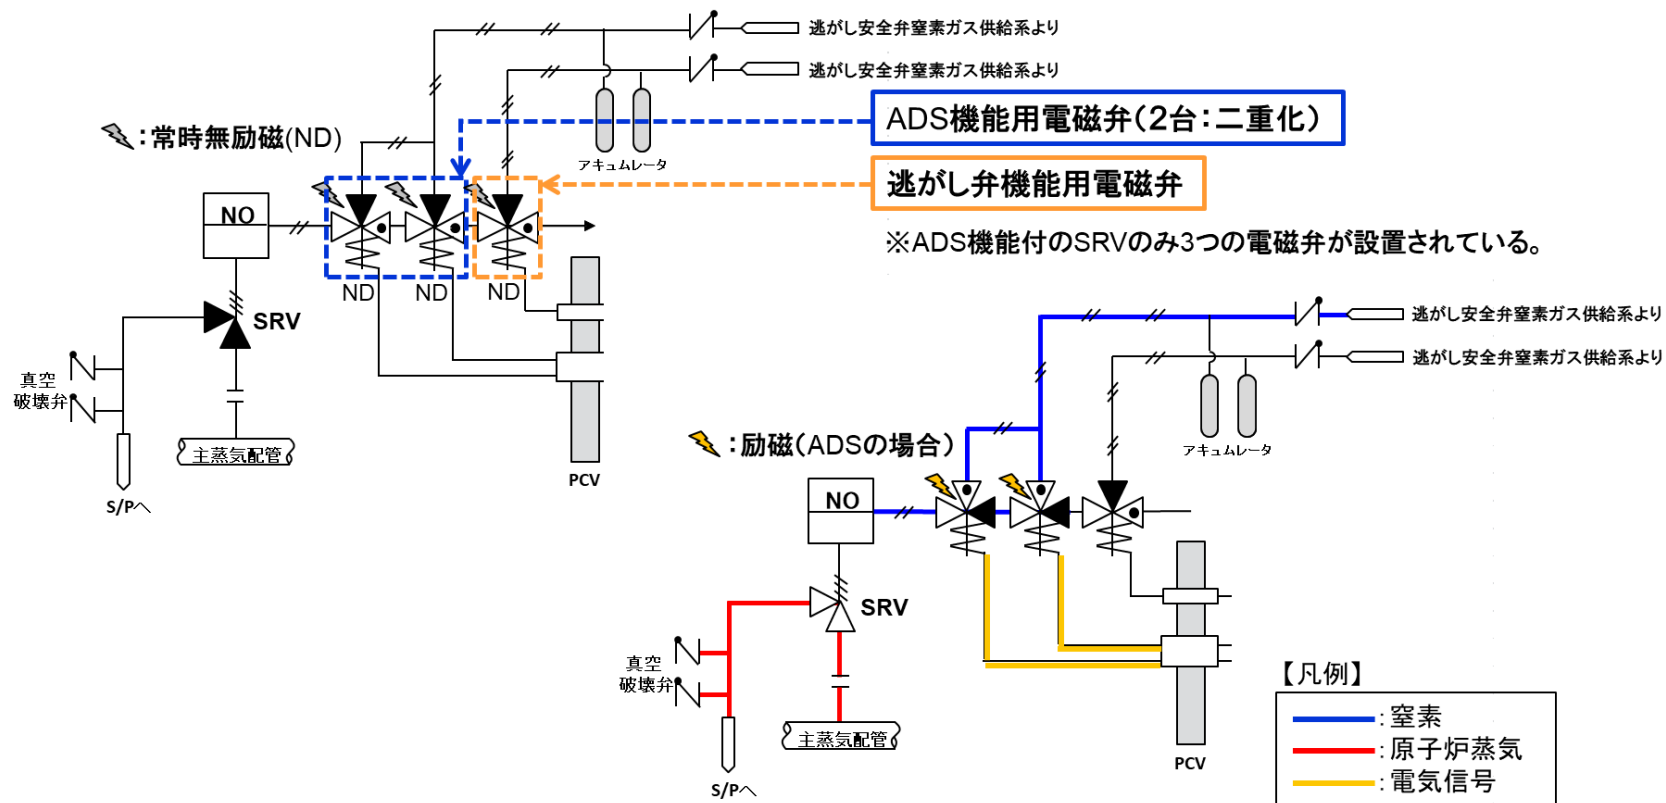 逃がし安全弁窒素ガス供給系より
逃がし安全弁窒素ガス供給系より
ADS機能用電磁弁(2台:二重化)
:常時無励磁(ND)
アキュムレータ
逃がし弁機能用電磁弁
NO
※ADS機能付のSRVのみ3つの電磁弁が設置されている。
ND
ND
ND
SRV
真空
破壊弁
主蒸気配管
PCV
S/Pへ
逃がし安全弁窒素ガス供給系より
逃がし安全弁窒素ガス供給系より
:励磁(ADSの場合)
アキュムレータ
NO
SRV
真空
破壊弁
主蒸気配管
PCV
S/Pへ
【凡例】
:窒素
:原子炉蒸気
:電気信号